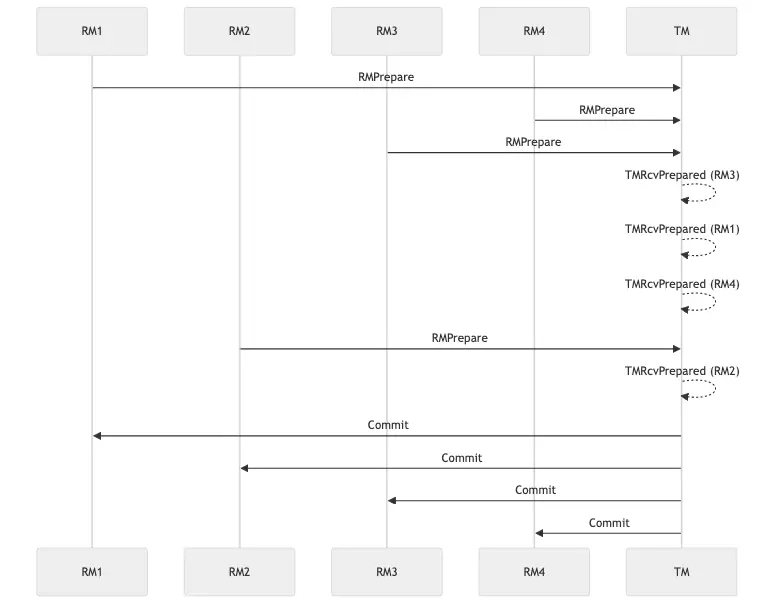 RM1 RM2 RM3 RM4 TM
RMPrepare
RMPrepare
RMPrepare
TMRcvPrepared (RM3)
TMRcvPrepared (RM1)
TMRcvPrepared (RM4)
RMPrepare
TMRcvPrepared (RM2)
Commit
Commit
Commit
Commit
RM1 RM2 RM3 RM4 TM